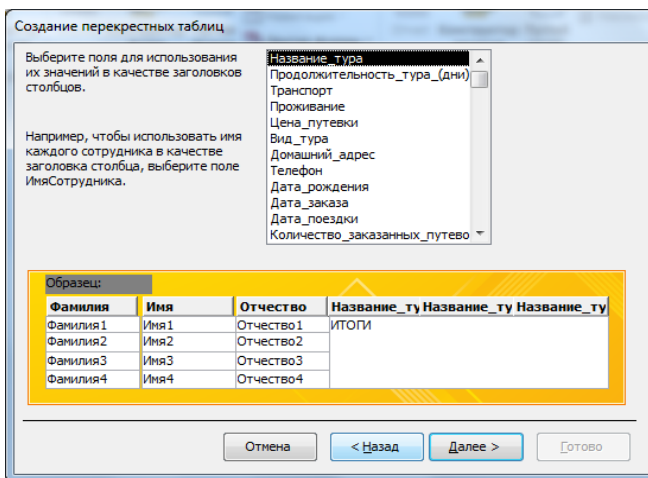 Создание перекрестных таблиц
Выберите поля для использования
их значений в качестве заголовков
столбцов.
Например, чтобы использовать имя
каждого сотрудника в качестве
заголовка столбца, выберите поле
ИмяСотрудника.
Название_тура
Продолжительность_тура_(дни)
Транспорт
Проживание
Цена_путевки
Вид_тура
Домашний_адрес
Телефон
Дата_рождения
Дата_заказа
Дата_поездки
Количество_заказанных_путево
Образец:
Фамилия Имя Отчество Название_ту Название_ту Название_ту
Фамилия1 Имя1 Отчество1 ИТОГИ
Фамилия2 Имя2 Отчество2
Фамилия3 Имя3 Отчество3
Фамилия4 Имя4 Отчество4
Отмена < Назад Далее > Готово